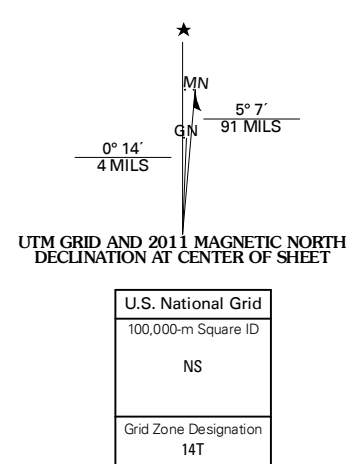 MN
5° 7´
91 MILS
GN
0° 14´
4 MILS
UTM GRID AND 2011 MAGNETIC NORTH
DECLINATION AT CENTER OF SHEET
U.S. National Grid
100,000-m Square ID
NS
Grid Zone Designation
14T